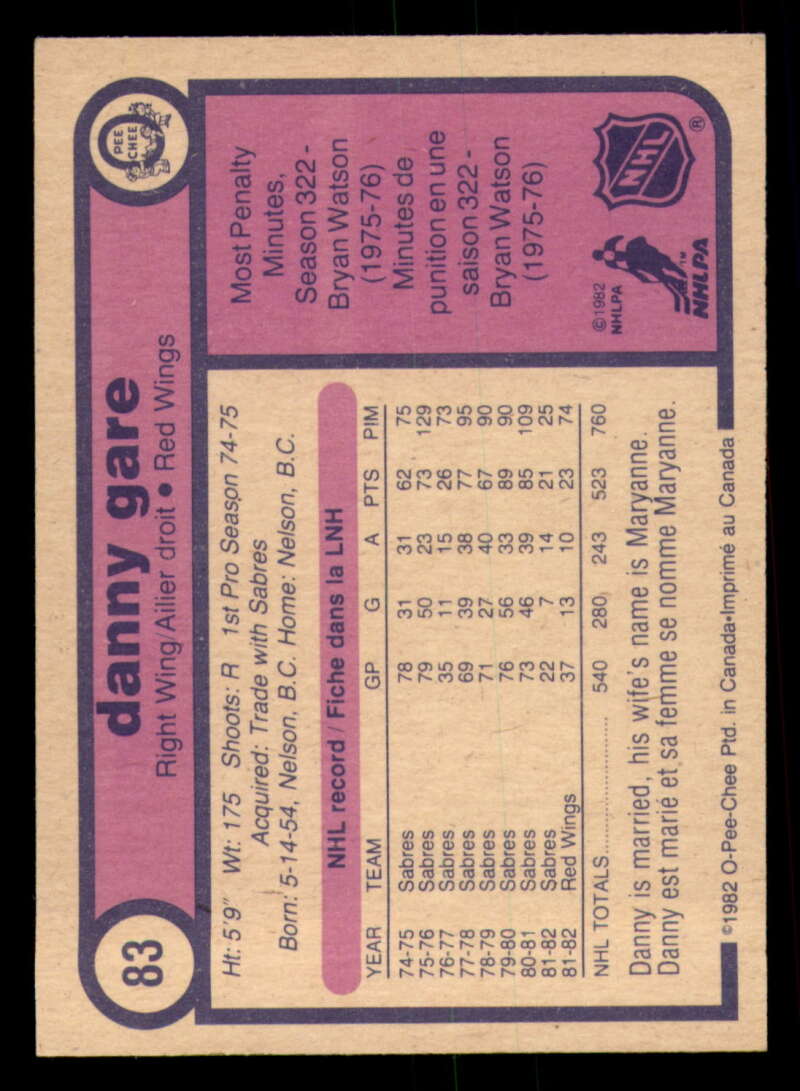 83
danny gare
Right Wing/Ailier droit • Red Wings
O
PEE
CHEE
Ht: 5'9" Wt: 175 Shoots: R 1st Pro Season 74-75
Acquired: Trade with Sabres
Born: 5-14-54, Nelson, B.C. Home: Nelson, B.C.
NHL record / Fiche dans la LNH
YEAR TEAM GP G A PTS PIM
74-75 Sabres 78 31 31 62 75
75-76 Sabres 79 50 23 73 129
76-77 Sabres 35 11 15 26 73
77-78 Sabres 69 39 38 77 95
78-79 Sabres 71 27 40 67 90
79-80 Sabres 76 56 33 89 90
80-81 Sabres 73 46 39 85 109
81-82 Sabres 22 7 14 21 25
81-82 Red Wings 37 13 10 23 74
NHL TOTALS.................... 540 280 243 523 760
Danny is married, his wife's name is Maryanne.
Danny est marié et sa femme se nomme Maryanne.
Most Penalty
Minutes,
Season 322 -
Bryan Watson
(1975-76)
Minutes de
punition en une
saison 322 -
Bryan Watson
(1975-76)
©1982
NHLPA
NHLPA
TM
NHL
®
©1982 O-Pee-Chee Ptd. in Canada•Imprimé au Canada